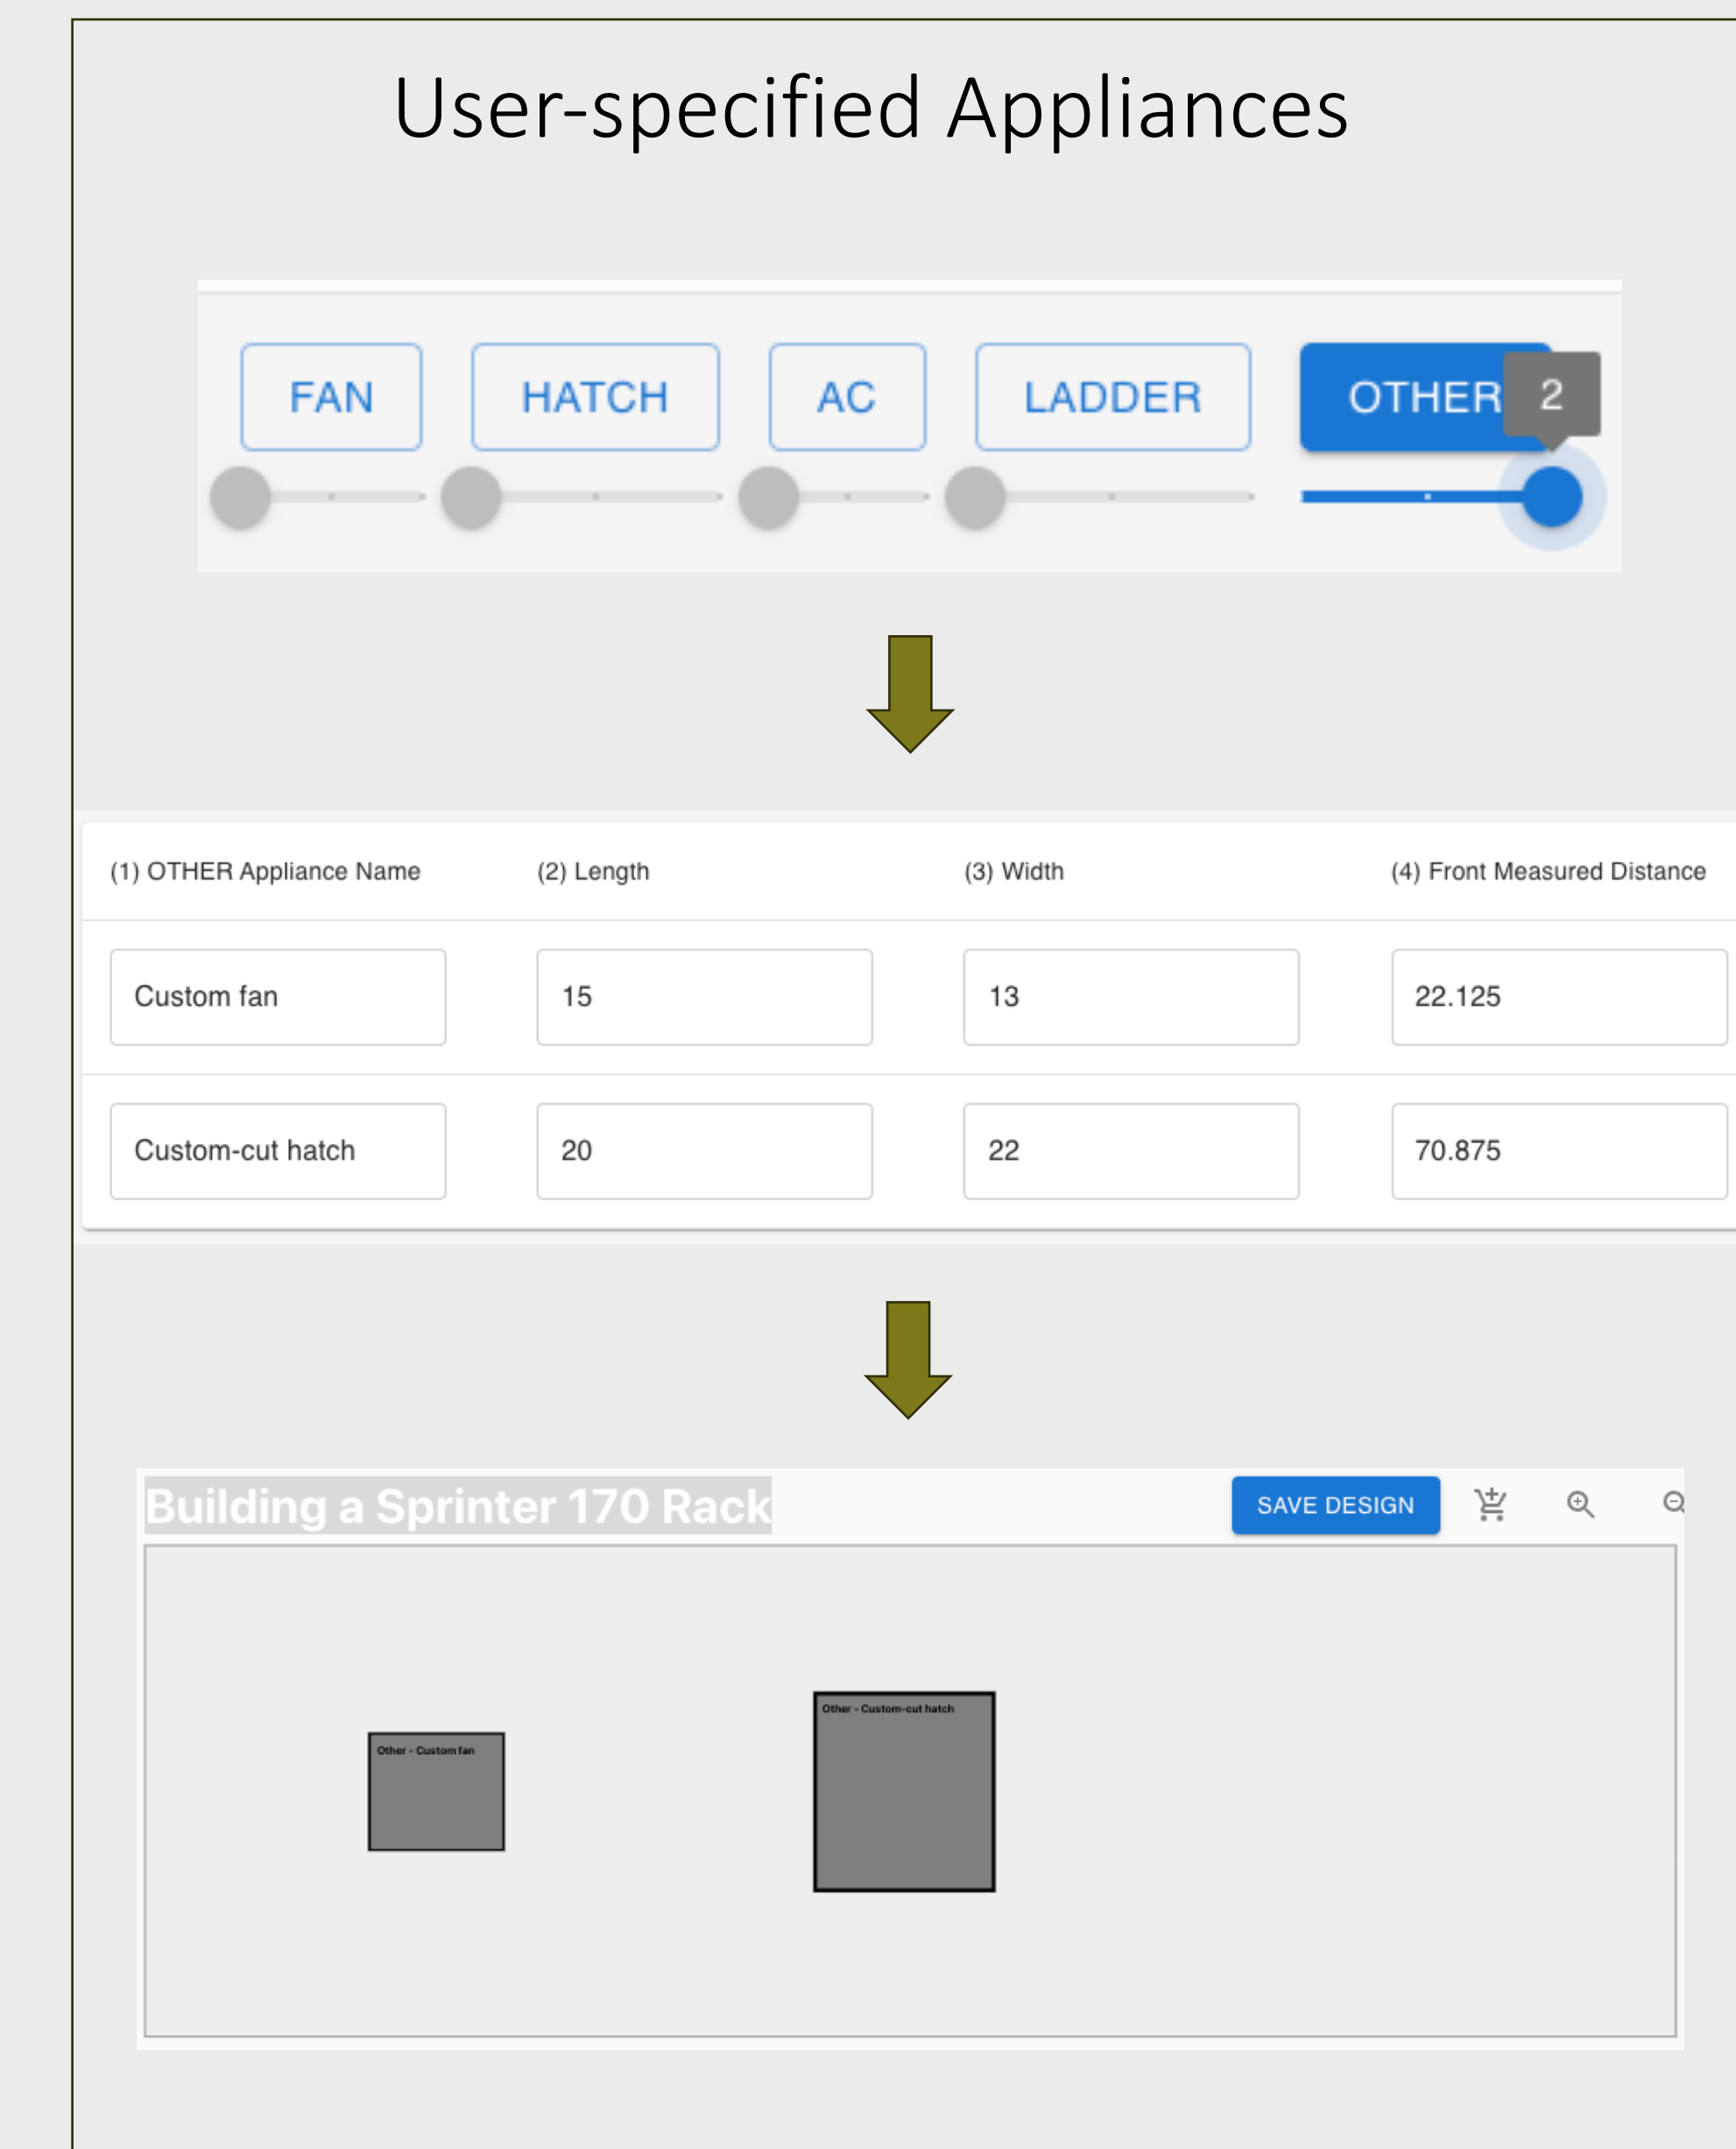 User-specified Appliances
FAN HATCH AC LADDER OTHER 2
(1) OTHER Appliance Name (2) Length (3) Width (4) Front Measured Distance
Custom fan 15 13 22.125
Custom-cut hatch 20 22 70.875
Building a Sprinter 170 Rack SAVE DESIGN
Other - Custom-cut hatch
Other - Custom fan